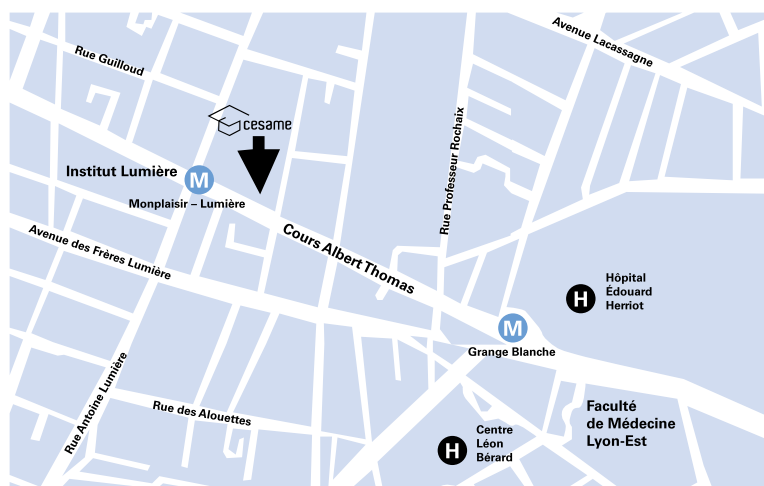 Avenue Lacassagne
Rue Guilloud
cesame
Rue Professeur Rochaix
Institut Lumière
M
Monplaisir – Lumière
Avenue des Frères Lumière
Cours Albert Thomas
H
Hôpital
Édouard
Herriot
M
Grange Blanche
Rue Antoine Lumière
Rue des Alouettes
Faculté
de Médecine
Lyon-Est
H
Centre
Léon
Bérard